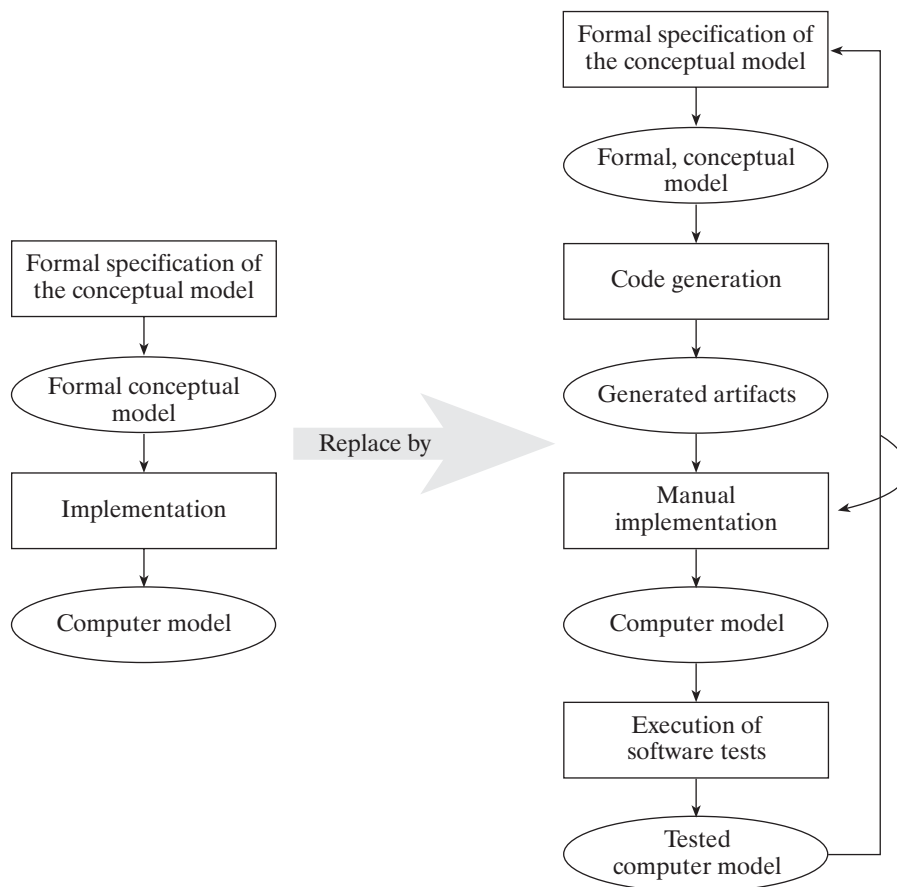 Formal specification of
the conceptual model
Formal conceptual
model
Implementation
Computer model
Replace by
Formal specification of
the conceptual model
Formal, conceptual
model
Code generation
Generated artifacts
Manual
implementation
Computer model
Execution of
software tests
Tested
computer model